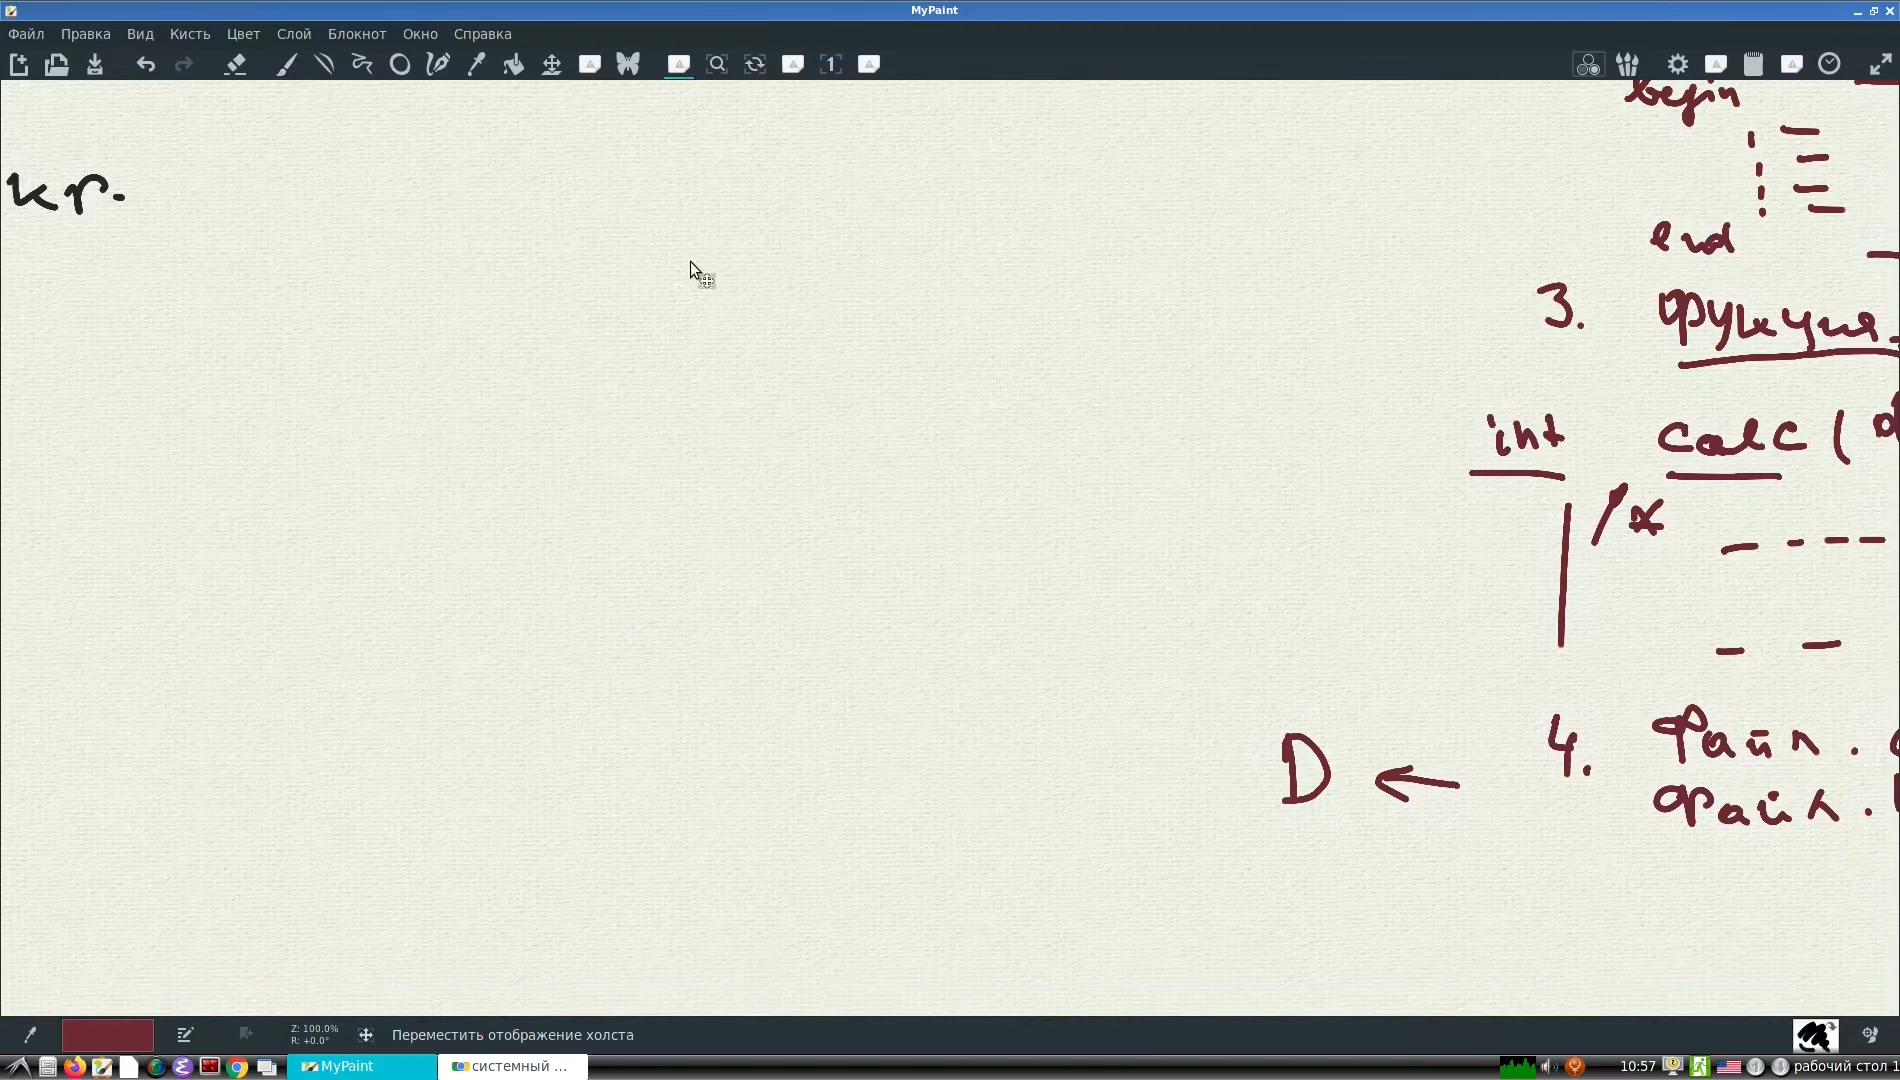 MyPaint
Файл Правка Вид Кисть Цвет Слой Блокнот Окно Справка
begin
кг.
end
3. функция
int calc (
/*
D ← 4. Файл.
Файл.
Z: 100.0%
R: +0.0°
Переместить отображение холста
MyPaint
системный ...
10:57
рабочий стол 1